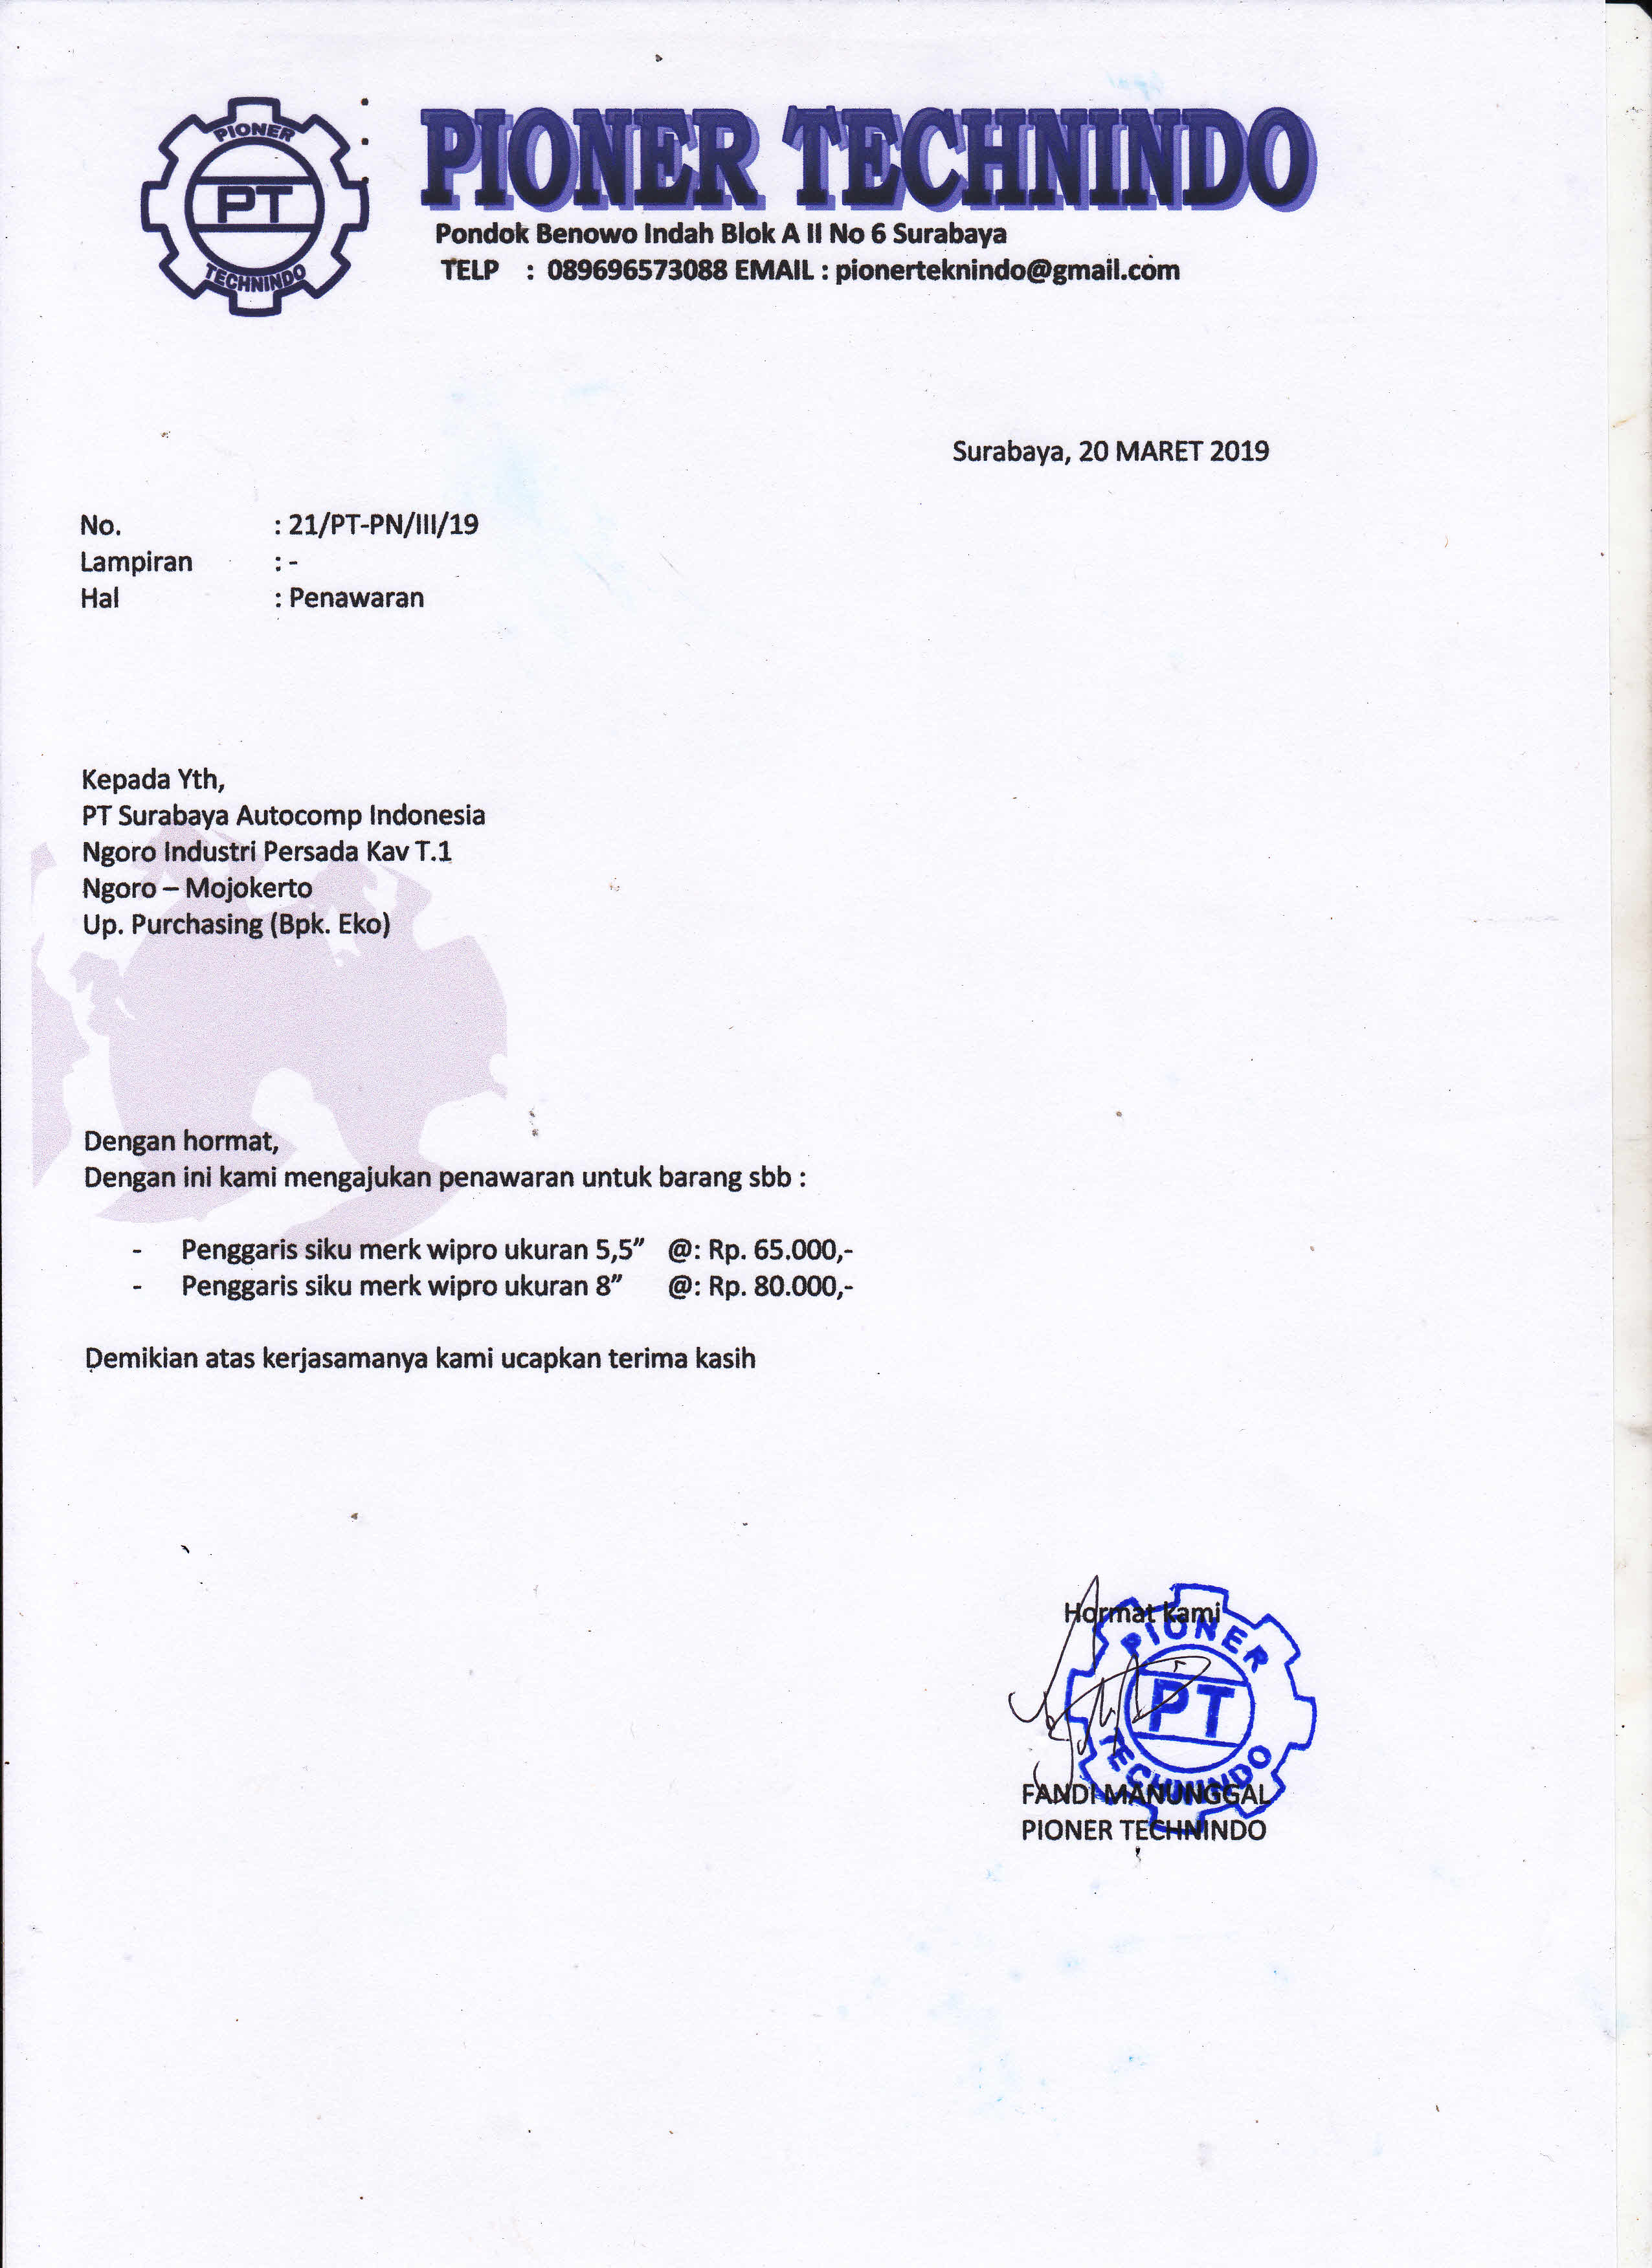 PIONER
PT
TECHNINDO
PIONER TECHNINDO
Pondok Benowo Indah Blok A II No 6 Surabaya
TELP : 089696573088 EMAIL : pionerteknindo@gmail.com
Surabaya, 20 MARET 2019
No. : 21/PT-PN/III/19
Lampiran : -
Hal : Penawaran
Kepada Yth,
PT Surabaya Autocomp Indonesia
Ngoro Industri Persada Kav T.1
Ngoro – Mojokerto
Up. Purchasing (Bpk. Eko)
Dengan hormat,
Dengan ini kami mengajukan penawaran untuk barang sbb :
- Penggaris siku merk wipro ukuran 5,5” @: Rp. 65.000,-
- Penggaris siku merk wipro ukuran 8” @: Rp. 80.000,-
Demikian atas kerjasamanya kami ucapkan terima kasih
Hormat kami
PIONER
PT
TECHNINDO
FANDI MANUNGGAL
PIONER TECHNINDO